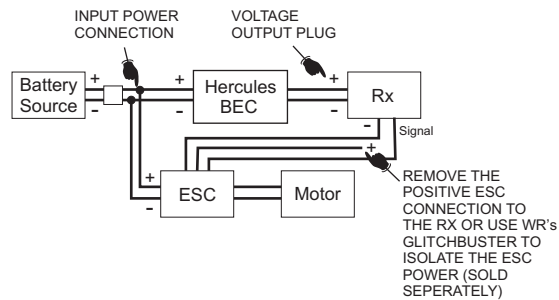 INPUT POWER
CONNECTION
VOLTAGE
OUTPUT PLUG
Battery
Source
+
-
+
-
Hercules
BEC
+
-
Rx
-
Signal
+
+
-
ESC
Motor
REMOVE THE
POSITIVE ESC
CONNECTION TO
THE RX OR USE WR's
GLITCHBUSTER TO
ISOLATE THE ESC
POWER (SOLD
SEPERATELY)